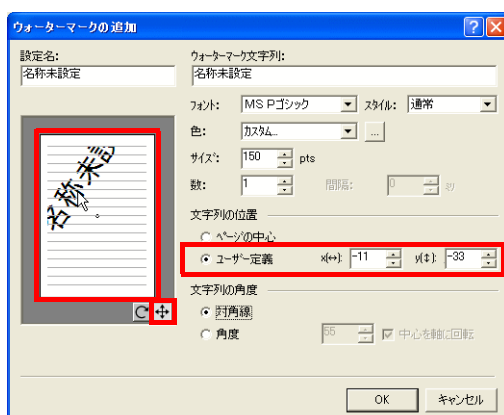 ウォーターマークの追加
設定名:
名称未設定
ウォーターマーク文字列:
名称未設定
フォント: MS Pゴシック スタイル: 通常
色: カスタム... ...
サイズ: 150 pts
数: 1 間隔: 0
文字列の位置
ページの中心
ユーザー定義 x(↔): -11 y(↕): -33
文字列の角度
対角線
角度 55 中心を軸に回転
名称未設
OK キャンセル